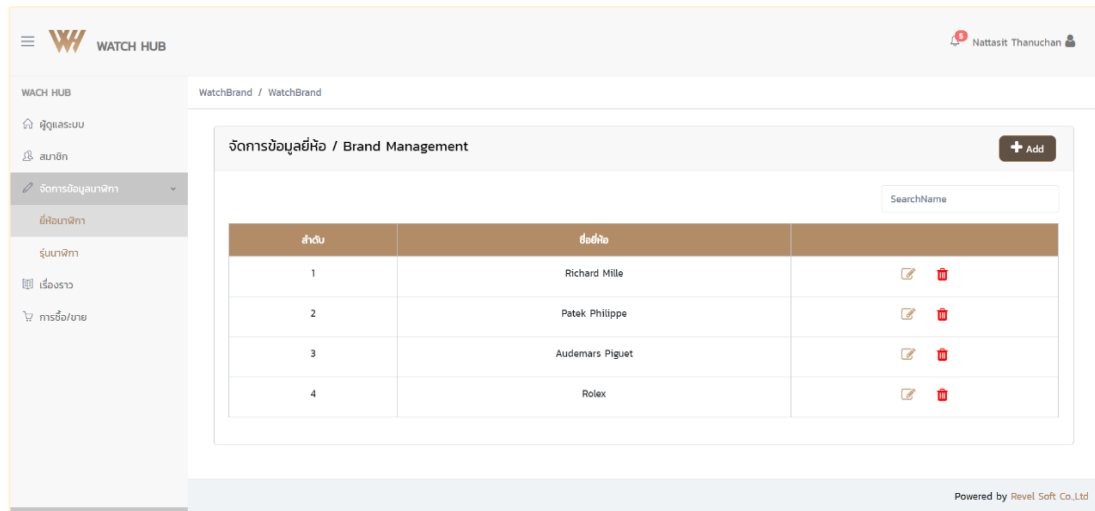 WATCH HUB
5
Nattasit Thanuchan
WACH HUB
ผู้ดูแลระบบ
สมาชิก
จัดการข้อมูลนาฬิกา
ยี่ห้อนาฬิกา
รุ่นนาฬิกา
เรื่องราว
การซื้อ/ขาย
WatchBrand / WatchBrand
จัดการข้อมูลยี่ห้อ / Brand Management
Add
SearchName
ลำดับ ชื่อยี่ห้อ
1 Richard Mille
2 Patek Philippe
3 Audemars Piguet
4 Rolex
Powered by Revel Soft Co.,Ltd